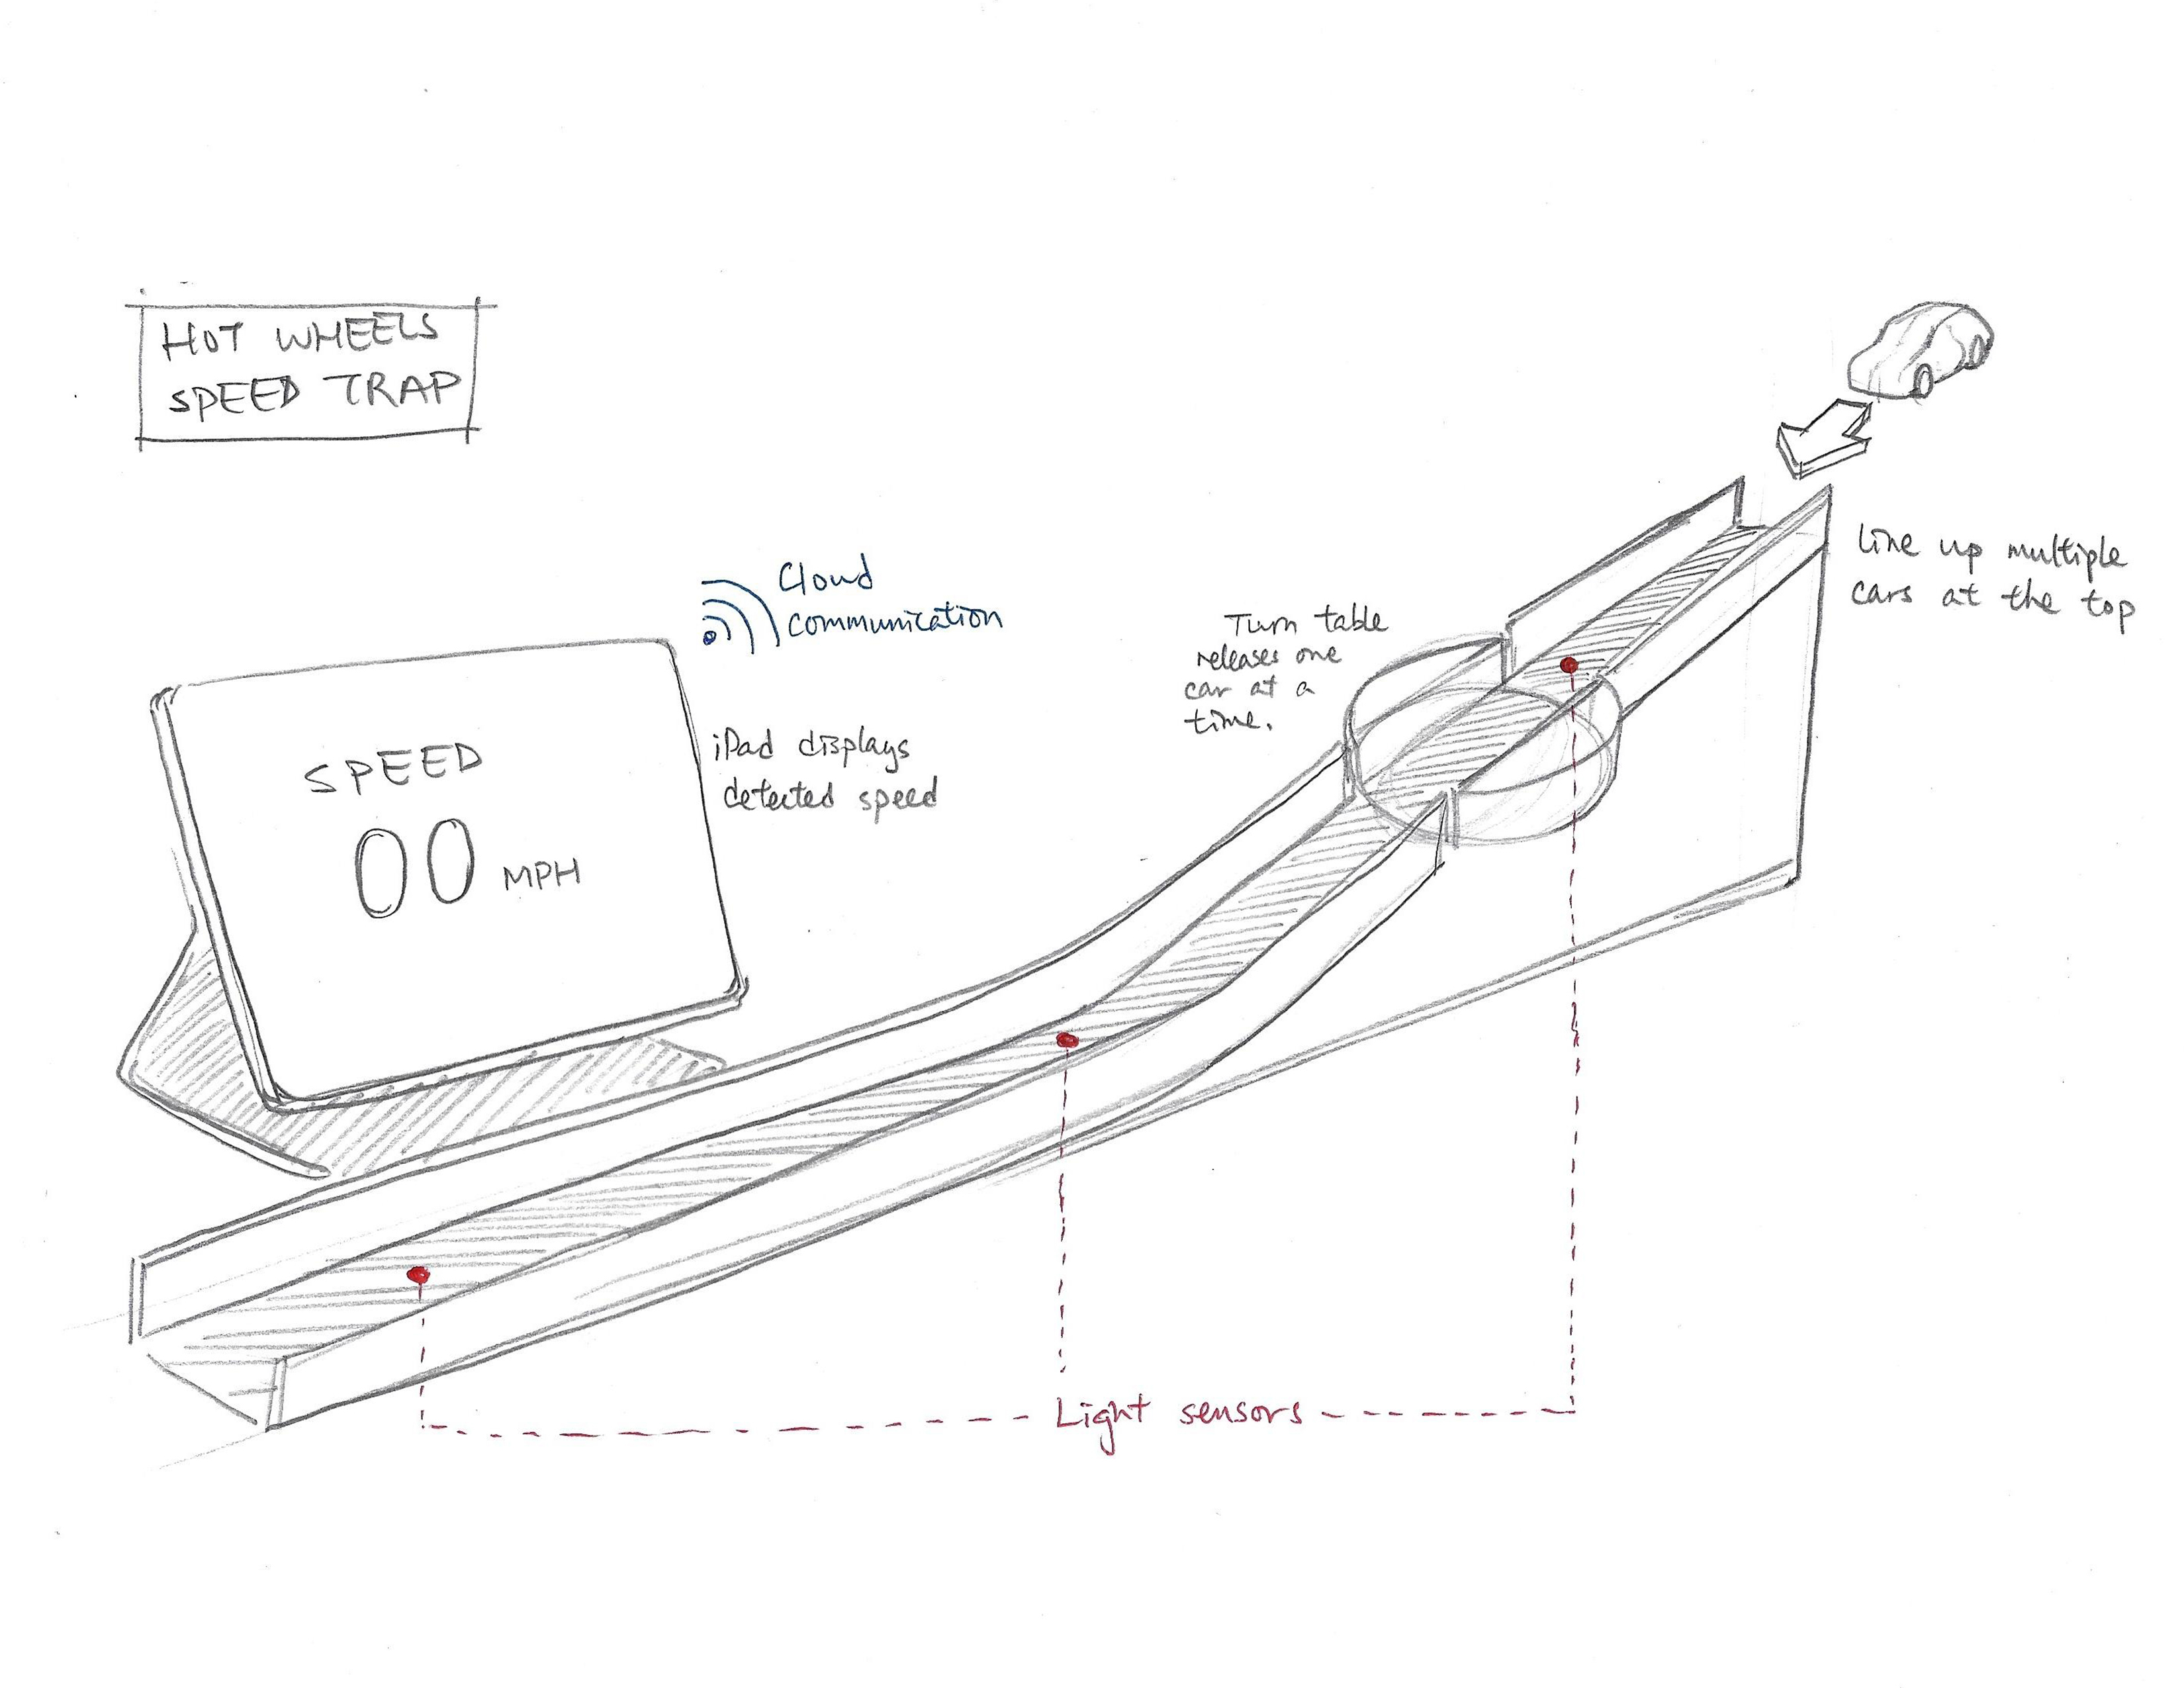 HOT WHEELS
SPEED TRAP
Cloud
communication
iPad displays
detected speed
SPEED
00 MPH
Turn table
releases one
car at a
time.
Line up multiple
cars at the top
Light sensors